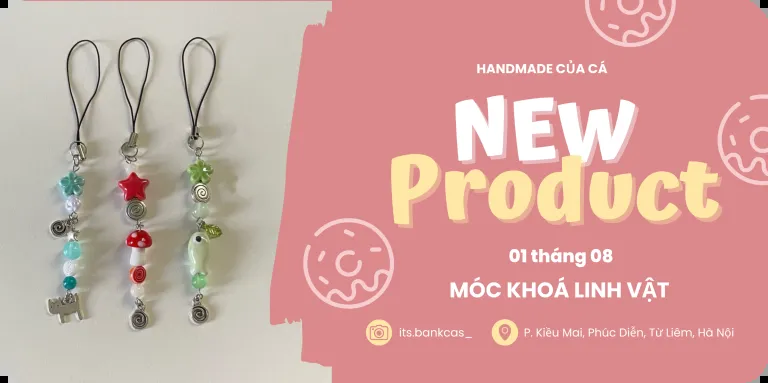 HANDMADE CỦA CÁ
NEW
Product
01 tháng 08
MÓC KHOÁ LINH VẬT
its.bankcas_
P. Kiều Mai, Phúc Diễn, Từ Liêm, Hà Nội